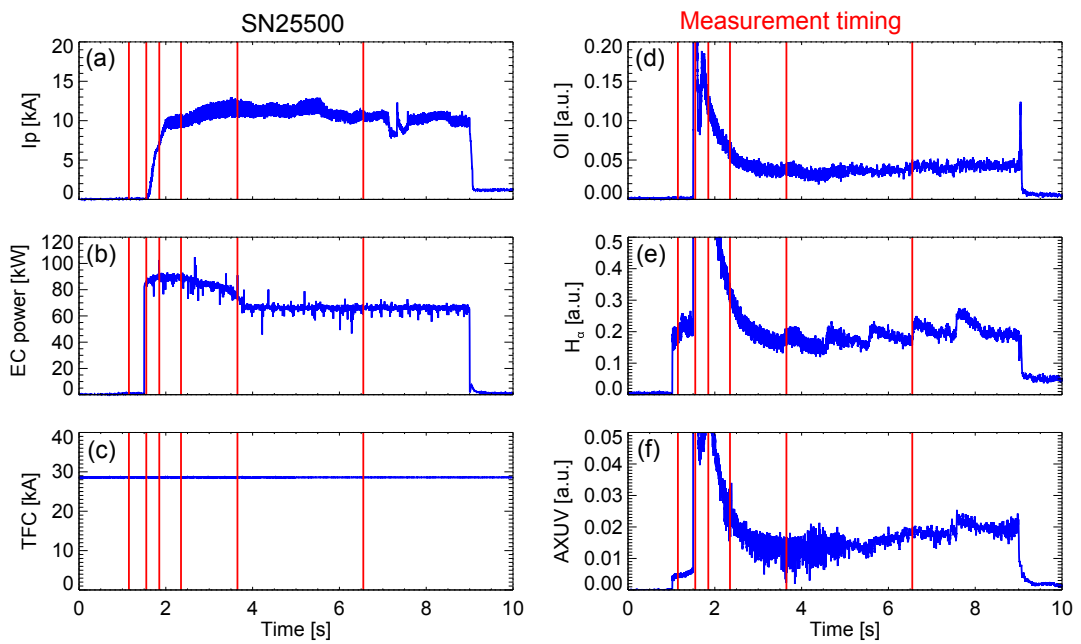 SN25500
Measurement timing
(a)
Ip [kA]
20
15
10
5
0
(b)
EC power [kW]
120
100
80
60
40
20
0
(c)
TFC [kA]
40
30
20
10
0
0 2 4 6 8 10
Time [s]
(d)
OII [a.u.]
0.20
0.15
0.10
0.05
0.00
(e)
Hα [a.u.]
0.5
0.4
0.3
0.2
0.1
0.0
(f)
AXUV [a.u.]
0.05
0.04
0.03
0.02
0.01
0.00
0 2 4 6 8 10
Time [s]